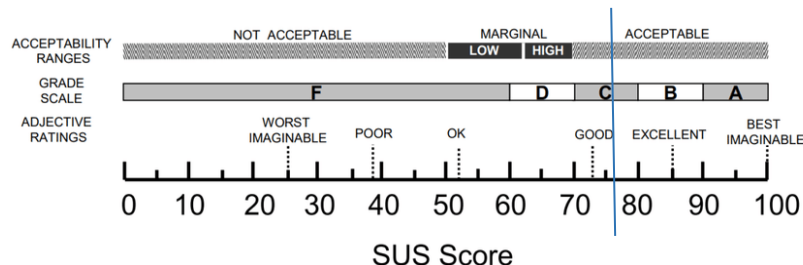 NOT ACCEPTABLE MARGINAL ACCEPTABLE
ACCEPTABILITY
RANGES
LOW HIGH
GRADE
SCALE
F D C B A
ADJECTIVE
RATINGS
WORST
IMAGINABLE
POOR OK GOOD EXCELLENT
BEST
IMAGINABLE
0 10 20 30 40 50 60 70 80 90 100
SUS Score